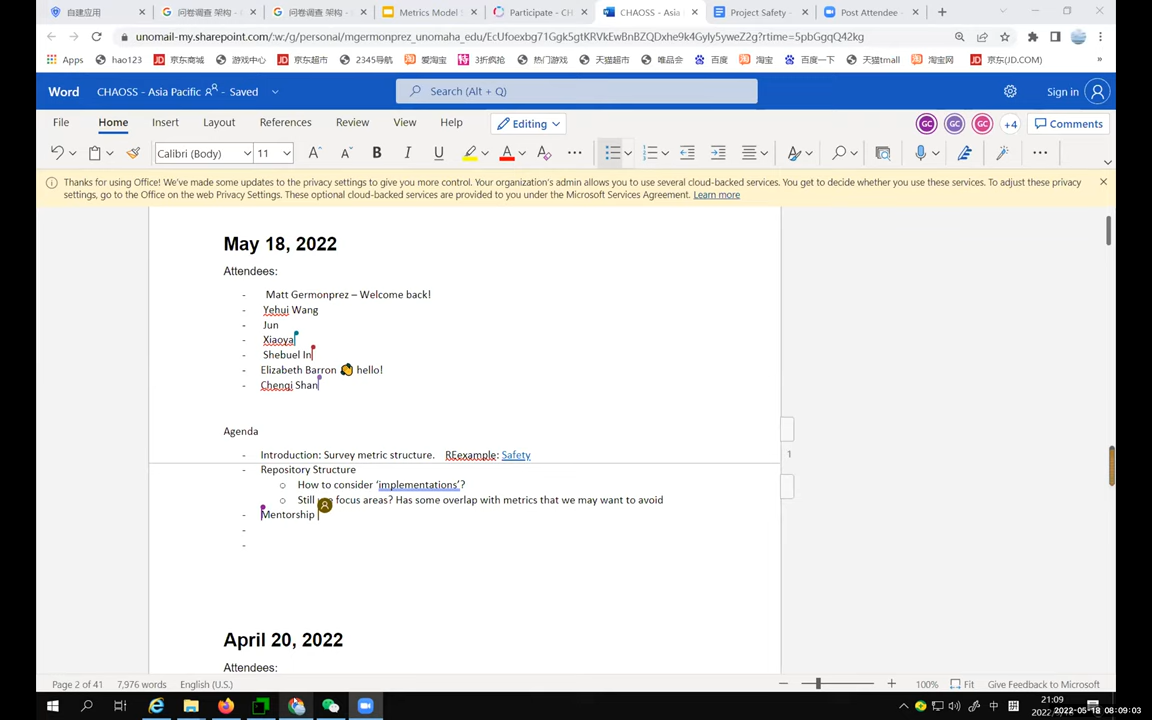 自建应用
问卷调查 架构 -
问卷调查 架构 -
Metrics Model
Participate - CH
CHAOSS - Asia
Project Safety -
Post Attendee -
unomail-my.sharepoint.com/:w:/g/personal/mgermonprez_unomaha_edu/EcUfoexbg71Ggk5gtKRVkEwBnBZQDxhe9k4Gyly5yweZ2g?rtime=5pbGgqQ42kg
Apps hao123 京东商城 游戏中心 京东超市 2345导航 爱淘宝 3折疯抢 热门游戏 天猫超市 唯品会 百度 淘宝 百度一下 天猫tmall 淘宝网 京东(JD.COM) »
Word CHAOSS - Asia Pacific - Saved Search (Alt + Q) Sign in
File Home Insert Layout References Review View Help Editing GC GC GC +4 Comments
Calibri (Body) 11 A A B I U A
Thanks for using Office! We've made some updates to the privacy settings to give you more control. Your organization's admin allows you to use several cloud-backed services. You get to decide whether you use these services. To adjust these privacy
settings, go to the Office on the web Privacy Settings. These optional cloud-backed services are provided to you under the Microsoft Services Agreement. Learn more
May 18, 2022
Attendees:
- Matt Germonprez – Welcome back!
- Yehui Wang
- Jun
- Xiaoya
- Shebuel In
- Elizabeth Barron 👋 hello!
- Chenqi Shan
Agenda
- Introduction: Survey metric structure. REexample: Safety
1
- Repository Structure
o How to consider 'implementations'?
o Still focus areas? Has some overlap with metrics that we may want to avoid
- Mentorship
-
-
April 20, 2022
Attendees:
Page 2 of 41 7,976 words English (U.S.) 100% Fit Give Feedback to Microsoft
中 21:09
2022-05-18 08:09:03